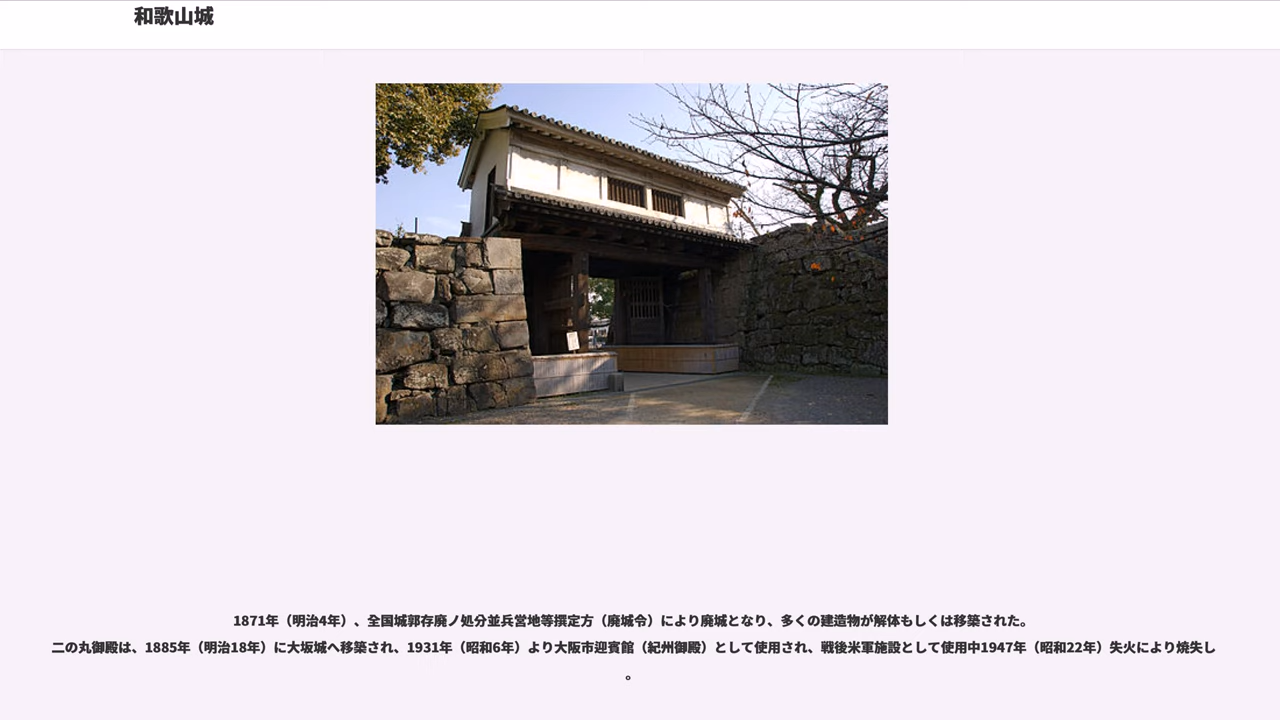 和歌山城
1871年（明治4年）、全国城郭存廃ノ処分並兵営地等撰定方（廃城令）により廃城となり、多くの建造物が解体もしくは移築された。
二の丸御殿は、1885年（明治18年）に大坂城へ移築され、1931年（昭和6年）より大阪市迎賓館（紀州御殿）として使用され、戦後米軍施設として使用中1947年（昭和22年）失火により焼失し
。